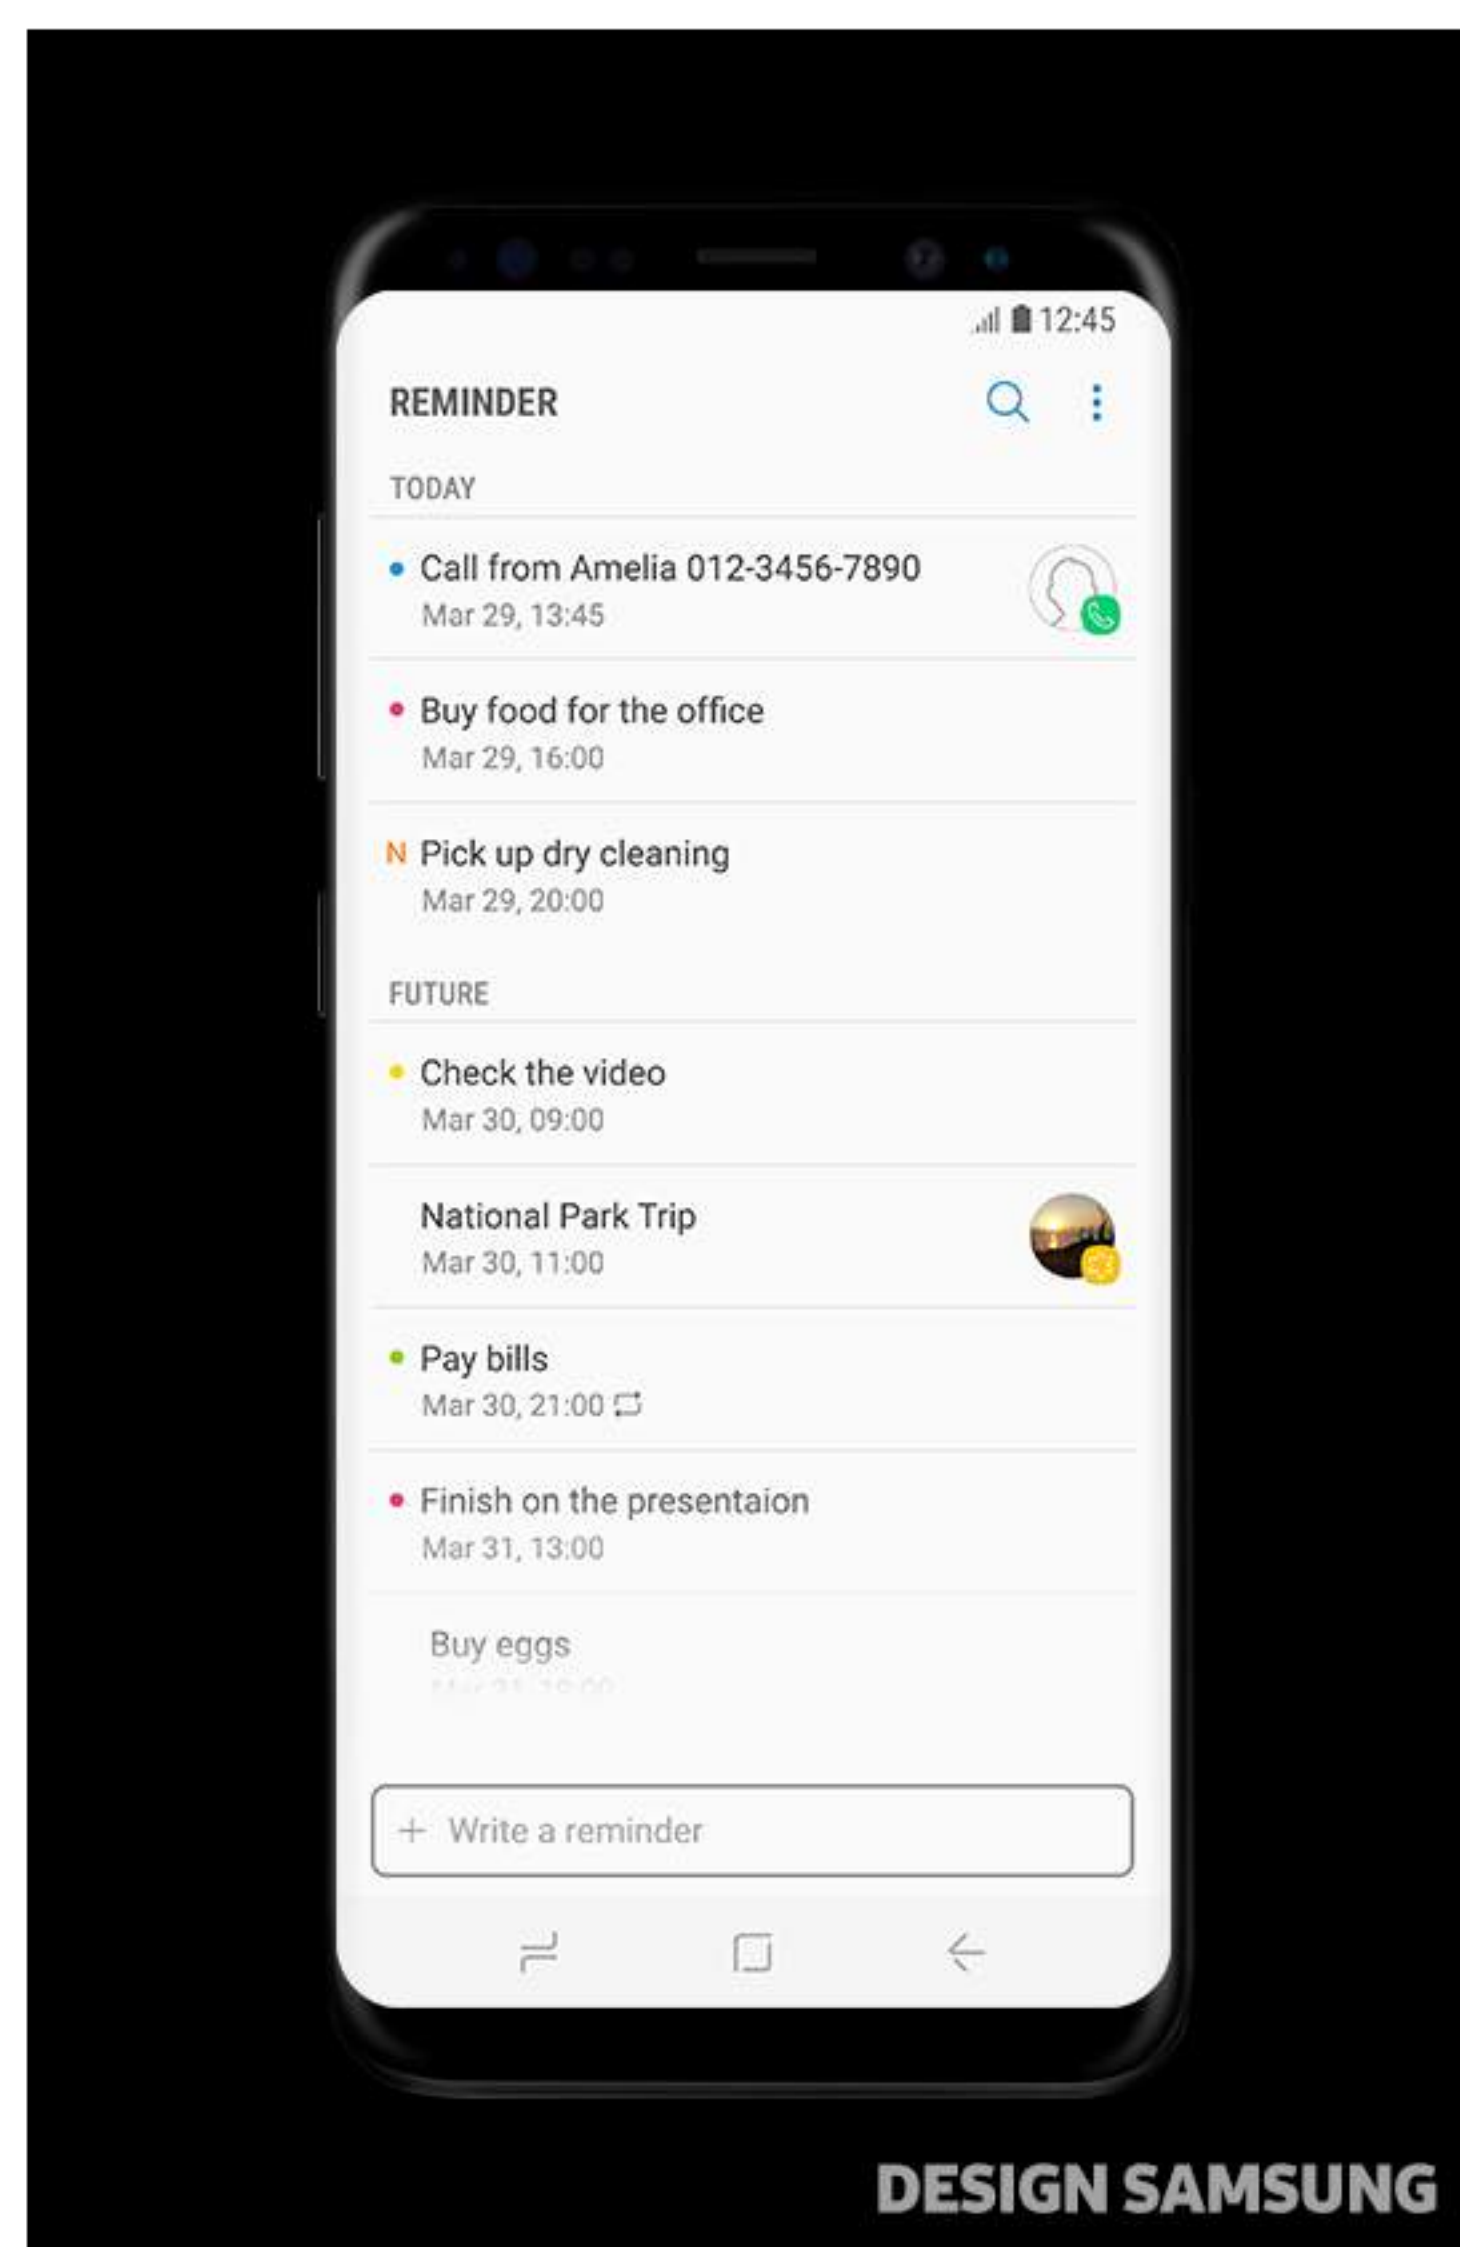 12:45
REMINDER
TODAY
Call from Amelia 012-3456-7890
Mar 29, 13:45
Buy food for the office
Mar 29, 16:00
N Pick up dry cleaning
Mar 29, 20:00
FUTURE
Check the video
Mar 30, 09:00
National Park Trip
Mar 30, 11:00
Pay bills
Mar 30, 21:00
Finish on the presentaion
Mar 31, 13:00
Buy eggs
+ Write a reminder
DESIGN SAMSUNG